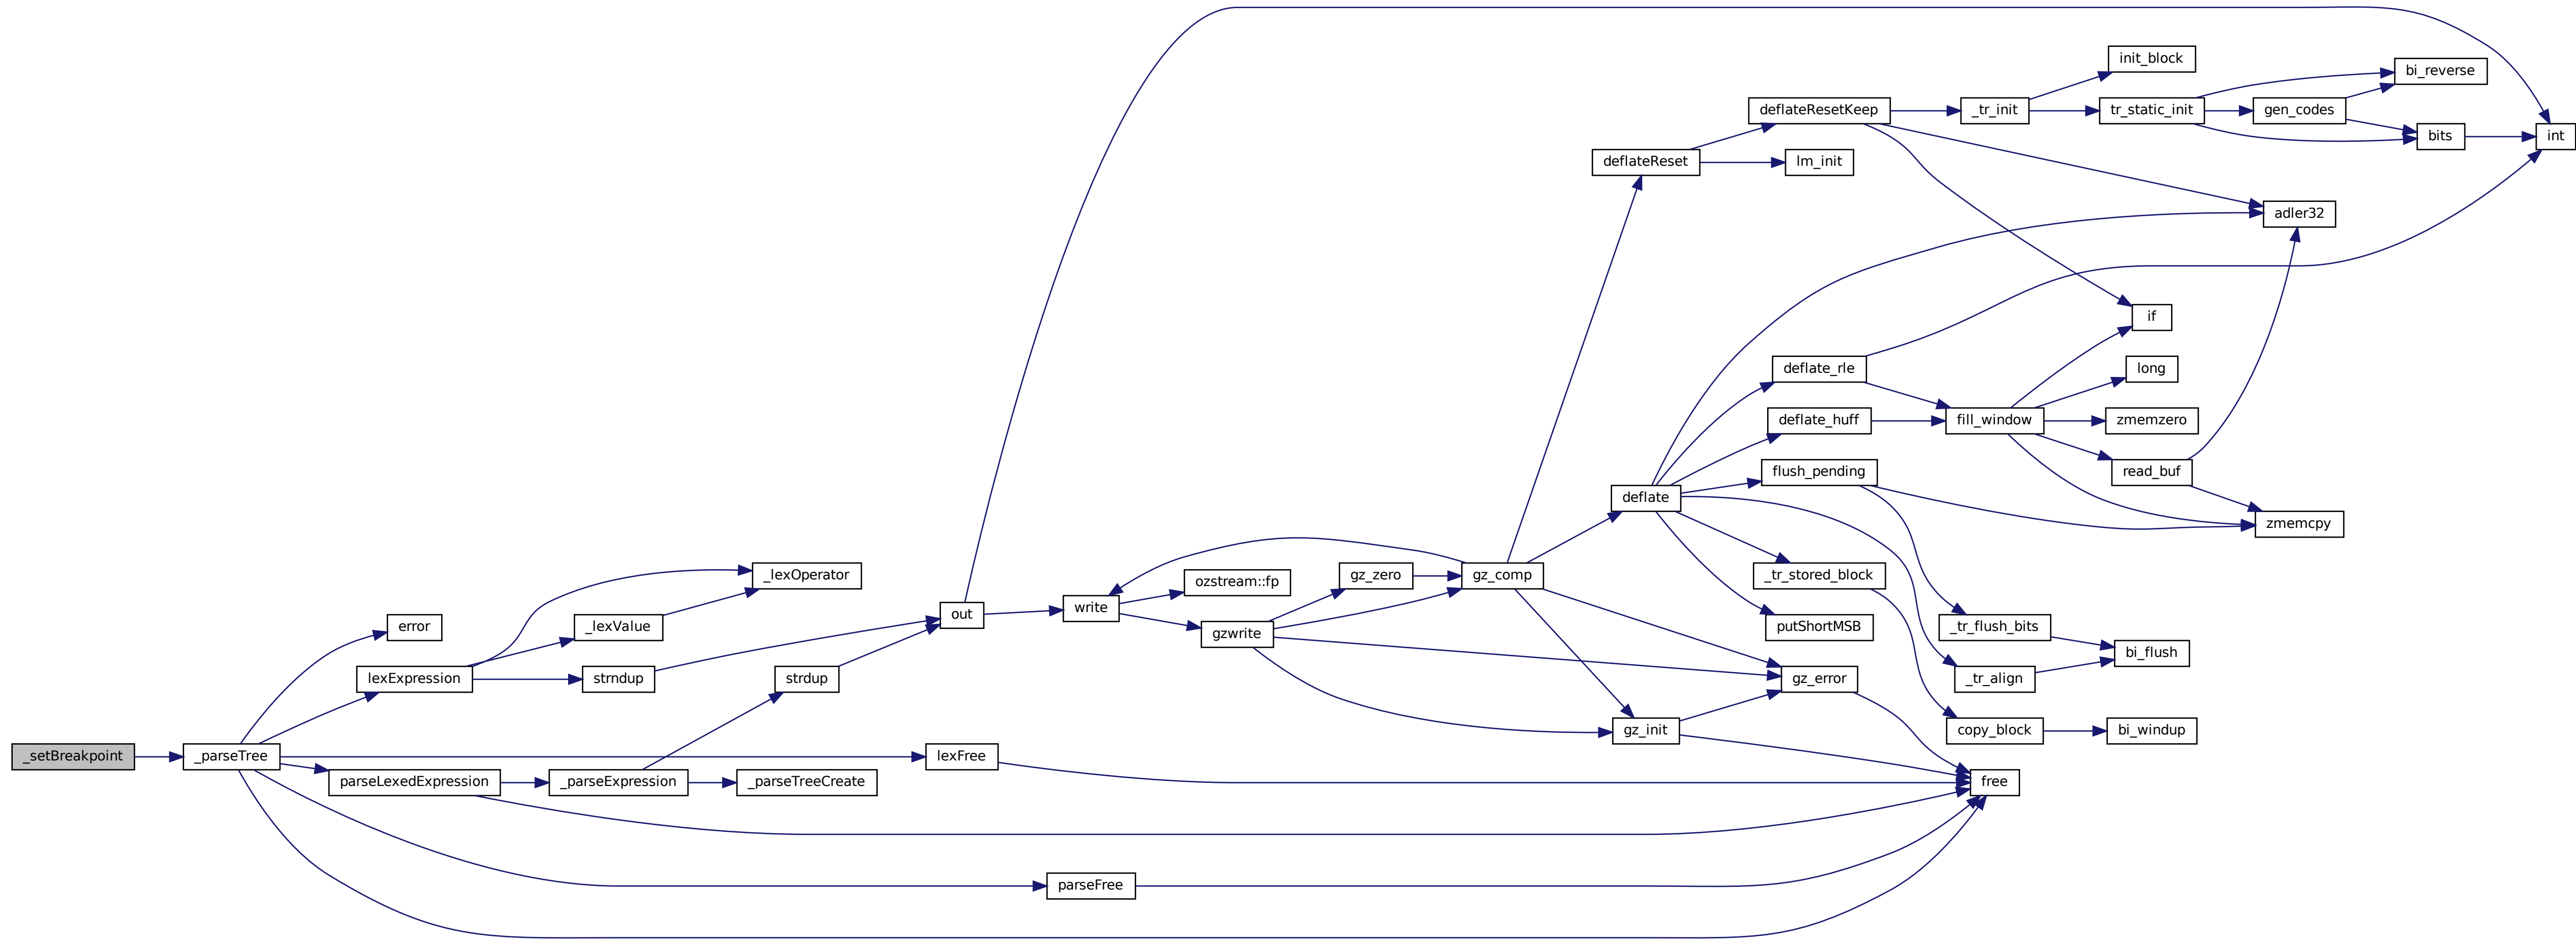 _setBreakpoint
_parseTree
error
lexExpression
parseLexedExpression
_lexOperator
_lexValue
strndup
_parseExpression
strdup
_parseTreeCreate
out
lexFree
parseFree
write
ozstream::fp
gzwrite
gz_zero
gz_comp
deflateReset
deflate
gz_init
deflateResetKeep
lm_init
deflate_rle
deflate_huff
flush_pending
_tr_stored_block
putShortMSB
gz_error
_tr_init
fill_window
_tr_flush_bits
_tr_align
copy_block
free
init_block
tr_static_init
if
long
zmemzero
read_buf
bi_flush
bi_windup
gen_codes
adler32
zmemcpy
bi_reverse
bits
int